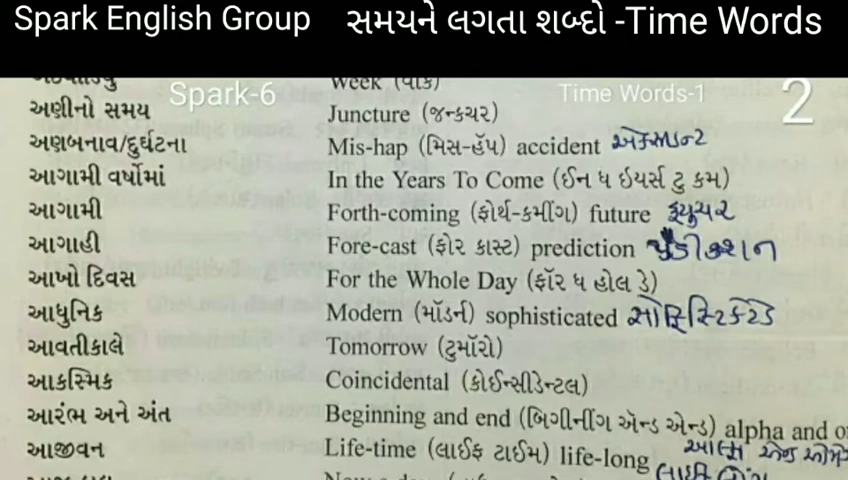 Spark English Group સમયને લગતા શબ્દો -Time Words
Spark-6 Time Words-1 2
Week (વીક)
અણીનો સમય Juncture (જન્કચર)
અણબનાવ/દુર્ઘટના Mis-hap (મિસ-હૅપ) accident એક્સીડન્ટ
આગામી વર્ષોમાં In the Years To Come (ઈન ધ ઇયર્સ ટુ કમ)
આગામી Forth-coming (ફોર્થ-કમીંગ) future ફ્યુચર
આગાહી Fore-cast (ફોર કાસ્ટ) prediction પ્રેડીક્શન
આખો દિવસ For the Whole Day (ફૉર ધ હોલ ડે)
આધુનિક Modern (મૉડર્ન) sophisticated સોફિસ્ટિકેટેડ
આવતીકાલે Tomorrow (ટુમૉરો)
આકસ્મિક Coincidental (કોઈન્સીડેન્ટલ)
આરંભ અને અંત Beginning and end (બિગીનીંગ ઍન્ડ એન્ડ) alpha and
આજીવન Life-time (લાઈફ ટાઈમ) life-long આલ્ફા એન્ડ
લાઈફ લોંગ